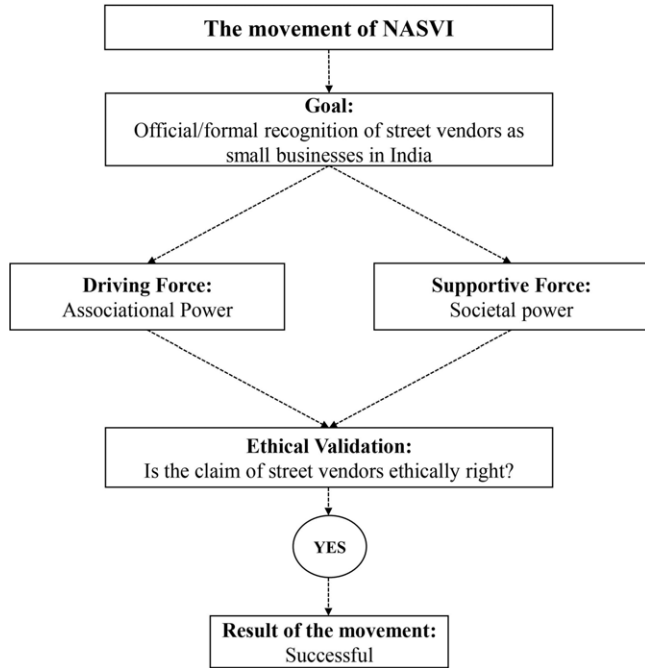 The movement of NASVI
Goal:
Official/formal recognition of street vendors as
small businesses in India
Driving Force:
Associational Power
Supportive Force:
Societal power
Ethical Validation:
Is the claim of street vendors ethically right?
YES
Result of the movement:
Successful